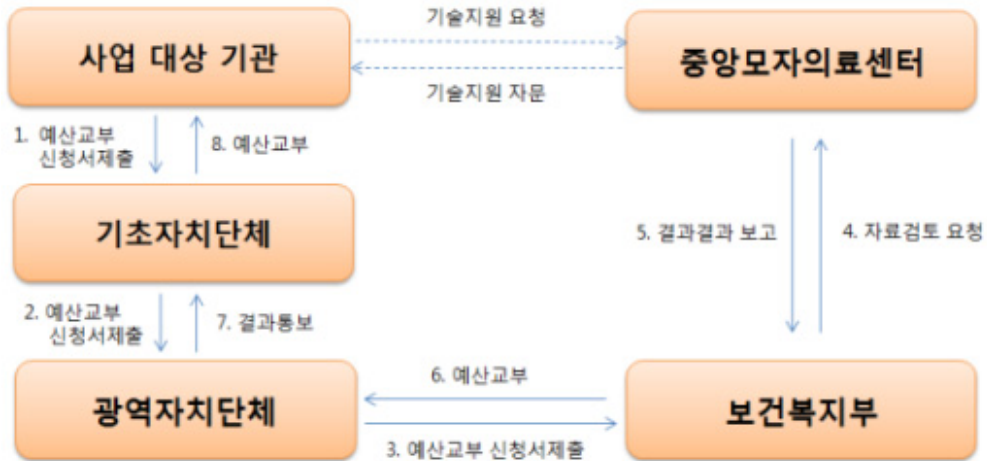 기술지원 요청
사업 대상 기관
중앙모자의료센터
기술지원 자문
1. 예산교부
신청서제출
8. 예산교부
기초자치단체
5. 결과결과 보고
4. 자료검토 요청
2. 예산교부
신청서제출
7. 결과통보
6. 예산교부
광역자치단체
보건복지부
3. 예산교부 신청서제출